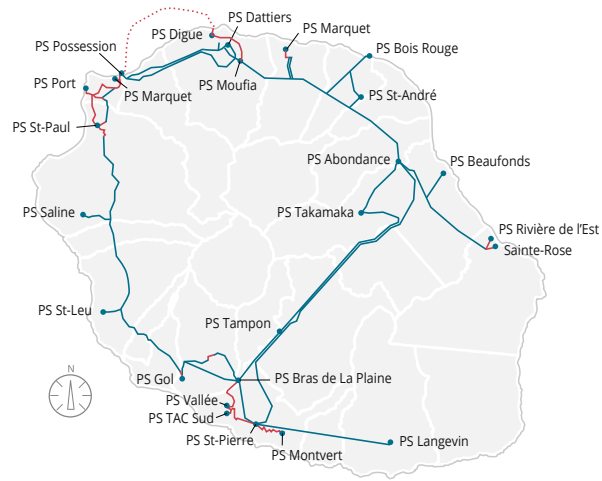 PS Dattiers
PS Digue
PS Marquet
PS Possession
PS Bois Rouge
PS Port
PS Moufia
PS Marquet
PS St-André
PS St-Paul
PS Abondance
PS Beaufonds
PS Saline
PS Takamaka
PS Rivière de l'Est
Sainte-Rose
PS St-Leu
PS Tampon
N
PS Gol
PS Bras de La Plaine
PS Vallée
PS TAC Sud
PS St-Pierre
PS Langevin
PS Montvert